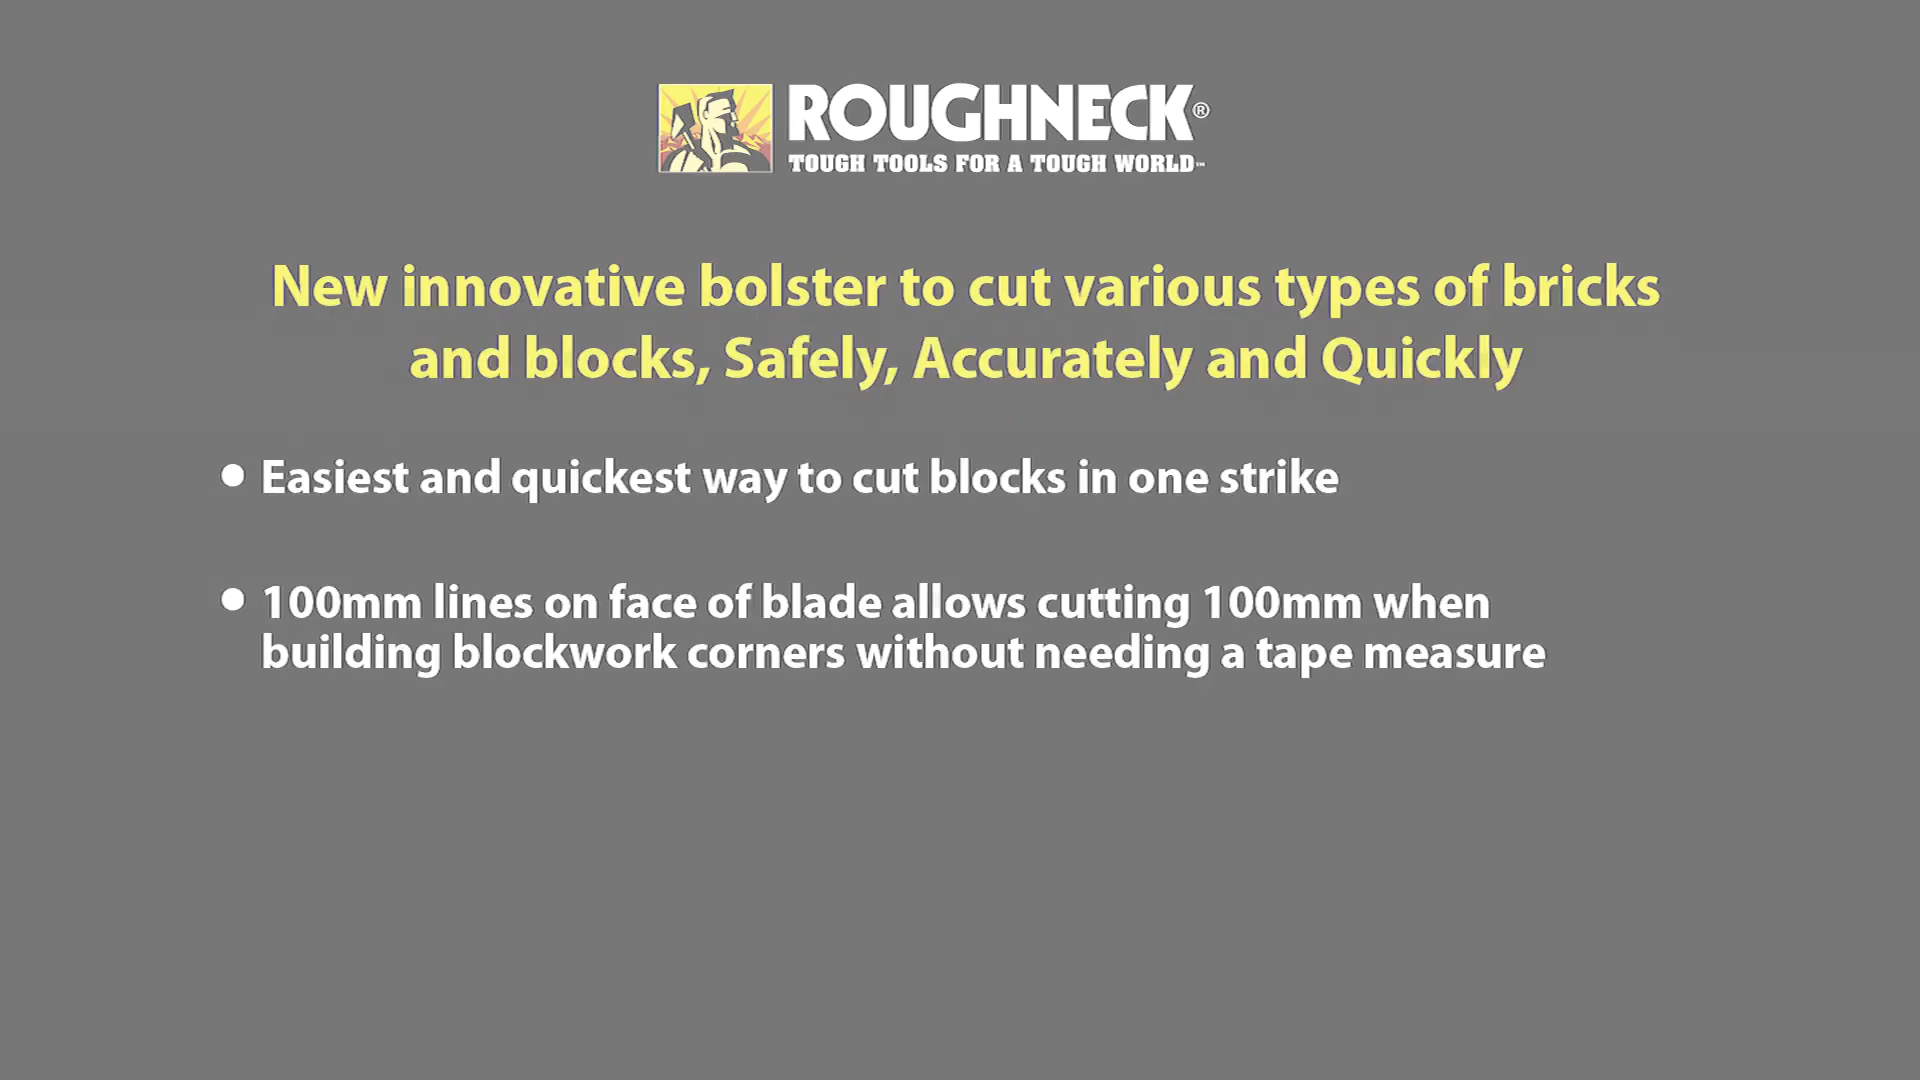 ROUGHNECK®
TOUGH TOOLS FOR A TOUGH WORLD™
New innovative bolster to cut various types of bricks
and blocks, Safely, Accurately and Quickly
• Easiest and quickest way to cut blocks in one strike
• 100mm lines on face of blade allows cutting 100mm when
building blockwork corners without needing a tape measure